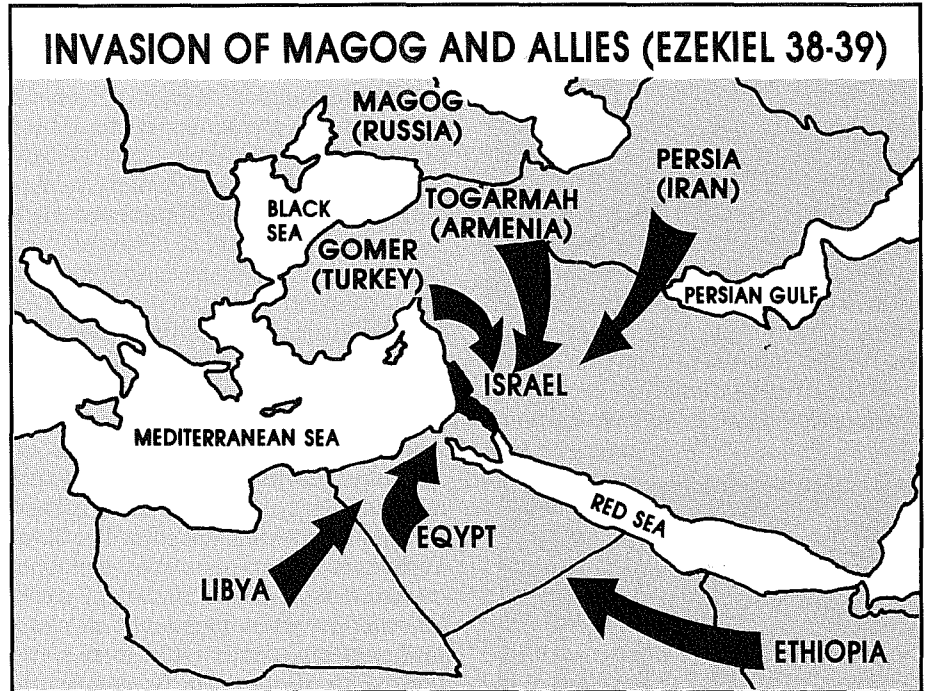 INVASION OF MAGOG AND ALLIES (EZEKIEL 38-39)
MAGOG
(RUSSIA)
PERSIA
(IRAN)
TOGARMAH
(ARMENIA)
BLACK
SEA
GOMER
(TURKEY)
PERSIAN GULF
ISRAEL
MEDITERRANEAN SEA
RED SEA
EQYPT
LIBYA
ETHIOPIA